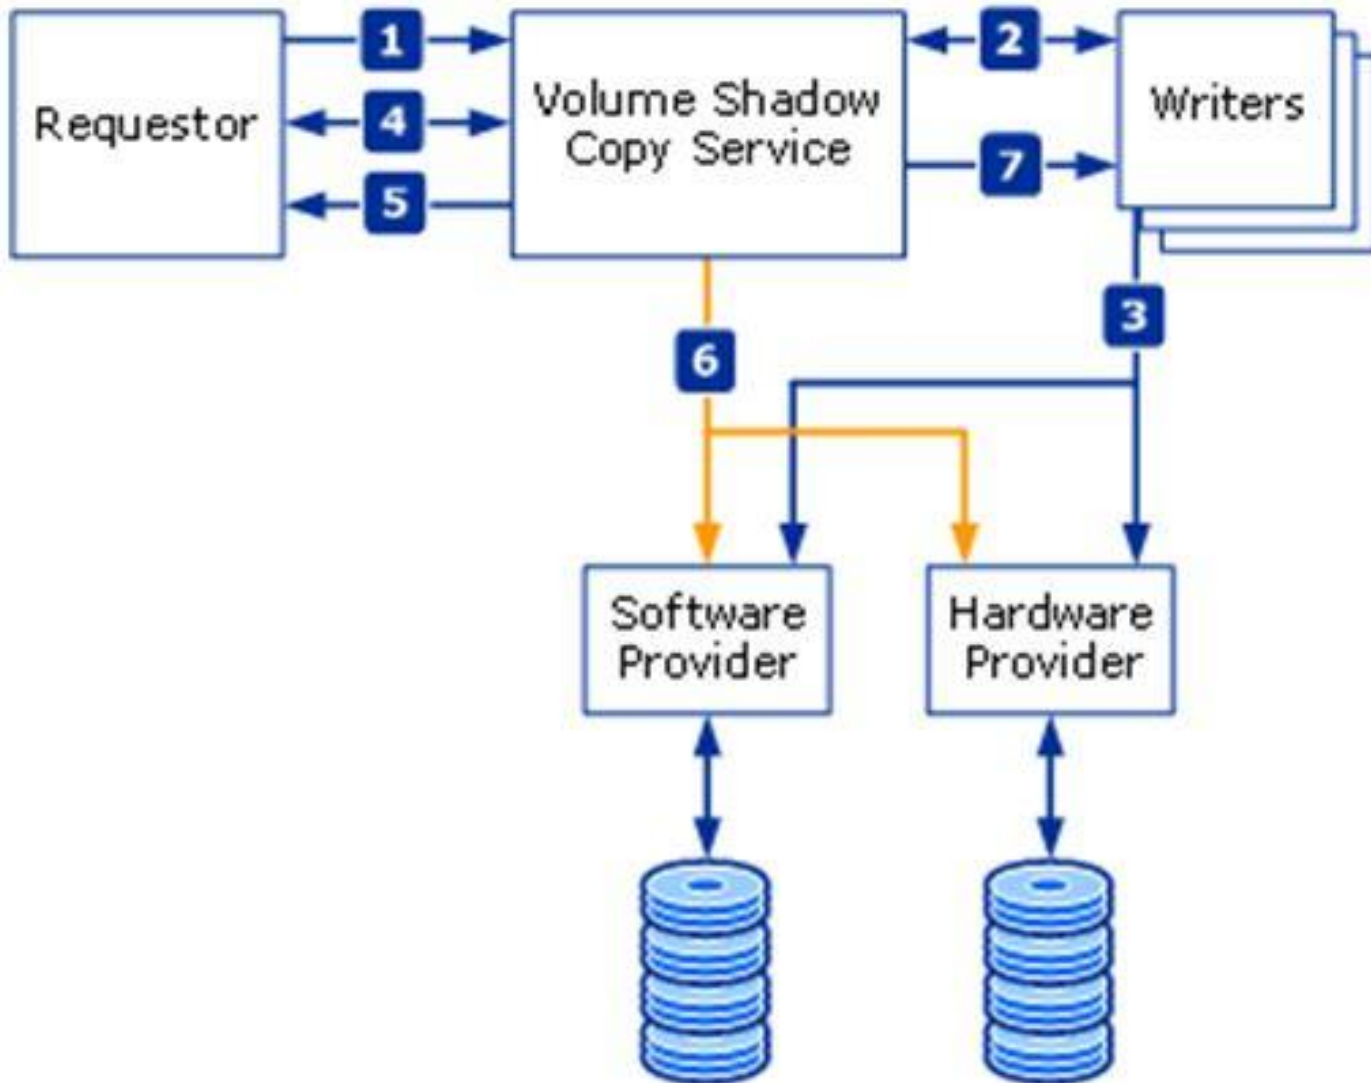 1
2
Requestor
4
Volume Shadow
Copy Service
Writers
5
7
3
6
Software
Provider
Hardware
Provider